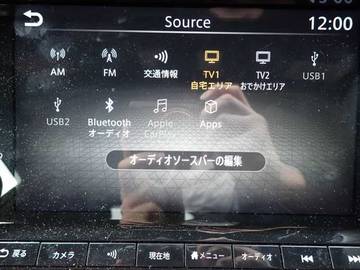 Source 12:00
AM FM 交通情報 TV1 TV2 USB1
自宅エリア おでかけエリア
USB2 Bluetooth Apple Apps
オーディオ CarPlay
オーディオソースバーの編集
戻る カメラ 現在地 メニュー オーディオ